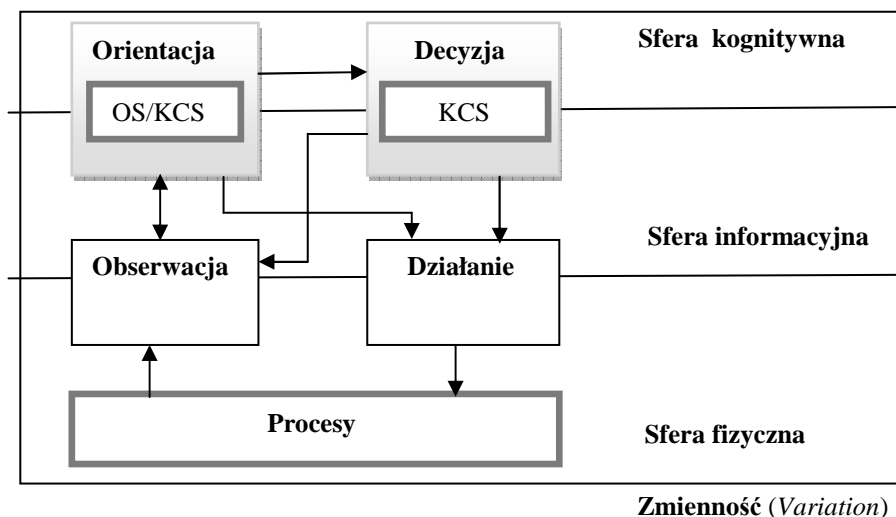 Orientacja
Decyzja
Sfera kognitywna
OS/KCS
KCS
Sfera informacyjna
Obserwacja
Działanie
Procesy
Sfera fizyczna
Zmienność (Variation)